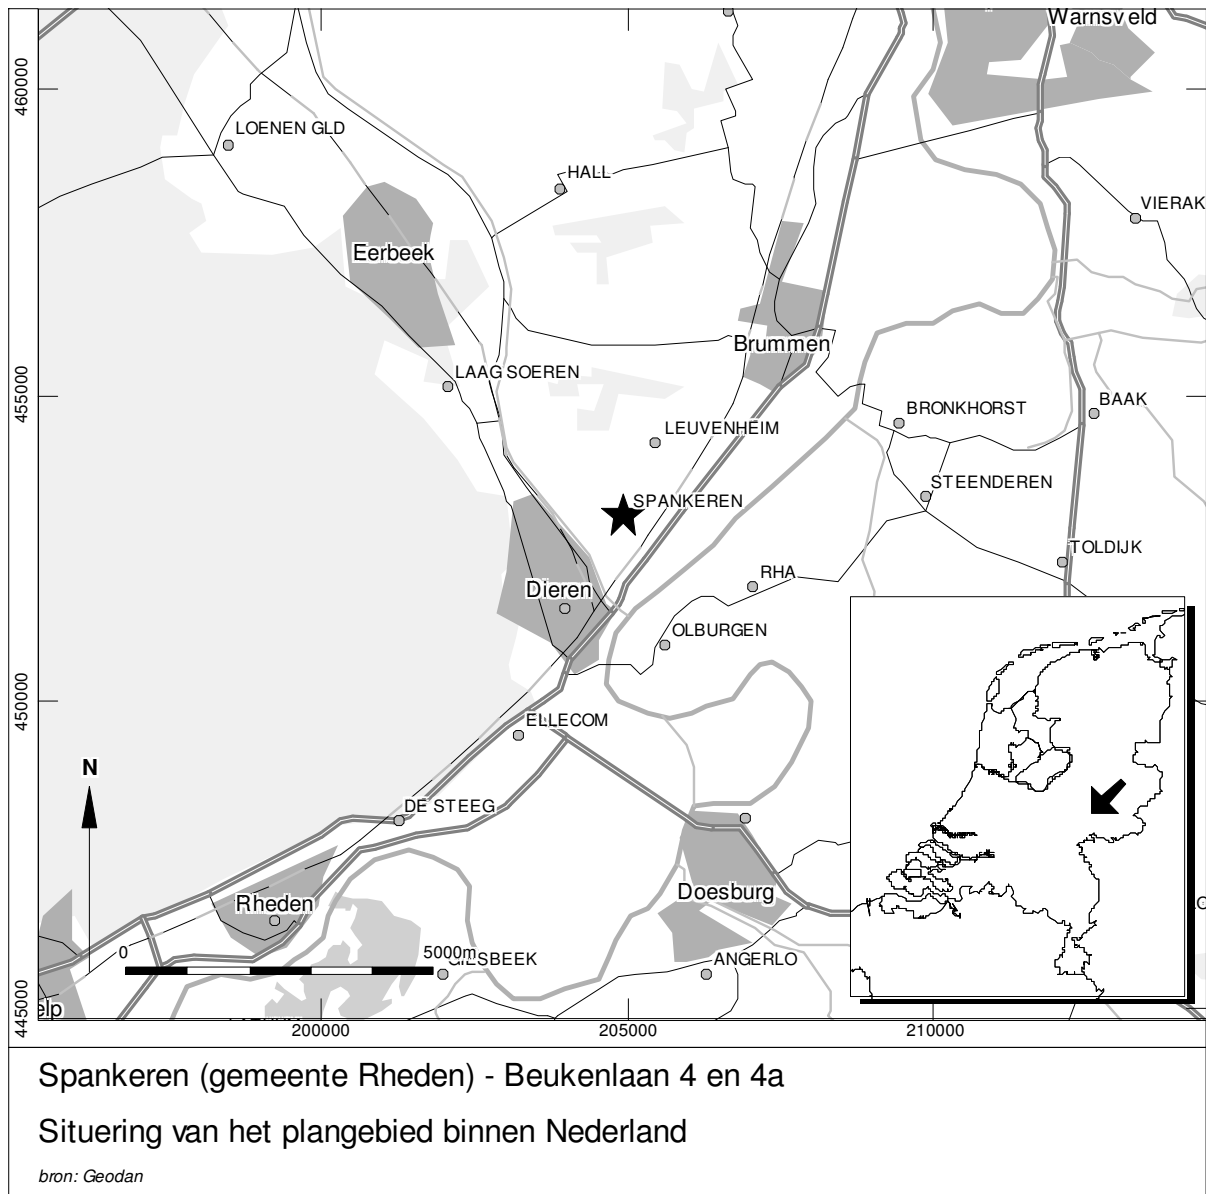 Warnsveld
460000
LOENEN GLD
HALL
VIERAK
Eerbeek
Brummen
LAAG SOEREN
455000
BRONKHORST
BAAK
LEUVENHEIM
STEENDEREN
SPANKEREN
TOLDIJK
RHA
Dieren
OLBURGEN
450000
ELLECOM
N
DE STEEG
Doesburg
Rheden
0
5000m
GIESBEEK
ANGERLO
445000
elp
200000
205000
210000
Spankeren (gemeente Rheden) - Beukenlaan 4 en 4a
Situering van het plangebied binnen Nederland
bron: Geodan